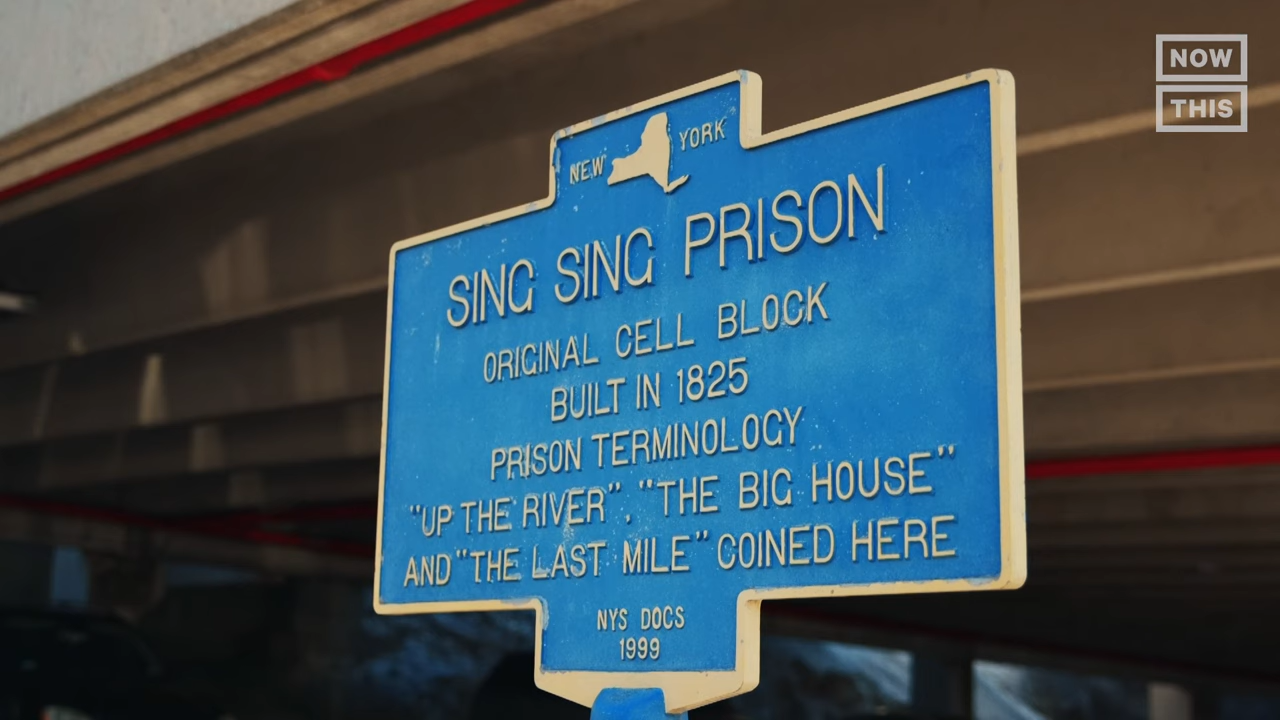 NOW
THIS
NEW YORK
SING SING PRISON
ORIGINAL CELL BLOCK
BUILT IN 1825
PRISON TERMINOLOGY
"UP THE RIVER", "THE BIG HOUSE"
AND "THE LAST MILE" COINED HERE
NYS DOCS
1999